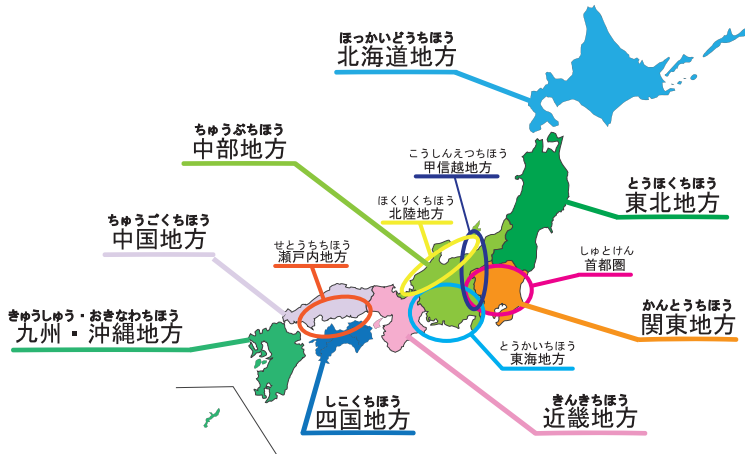 ほっかいどうちほう
北海道地方
ちゅうぶちほう
中部地方
こうしんえつちほう
甲信越地方
とうほくちほう
東北地方
ほくりくちほう
北陸地方
ちゅうごくちほう
中国地方
せとうちちほう
瀬戸内地方
しゅとけん
首都圏
きゅうしゅう・おきなわちほう
九州・沖縄地方
かんとうちほう
関東地方
とうかいちほう
東海地方
しこくちほう
四国地方
きんきちほう
近畿地方